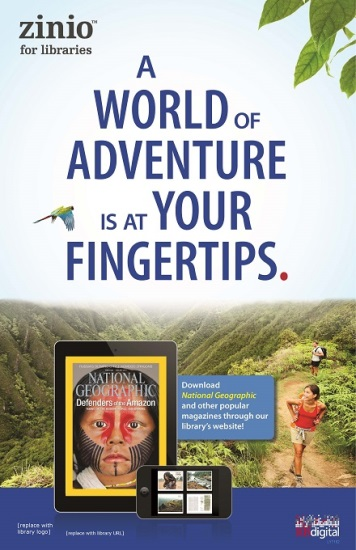 zinio™
for libraries
A
WORLD OF
ADVENTURE
IS AT YOUR
FINGERTIPS.
NATIONAL
GEOGRAPHIC
Defenders of the Amazon
Download
National Geographic
and other popular
magazines through our
library's website!
[replace with
library logo]
[replace with library URL]
digital